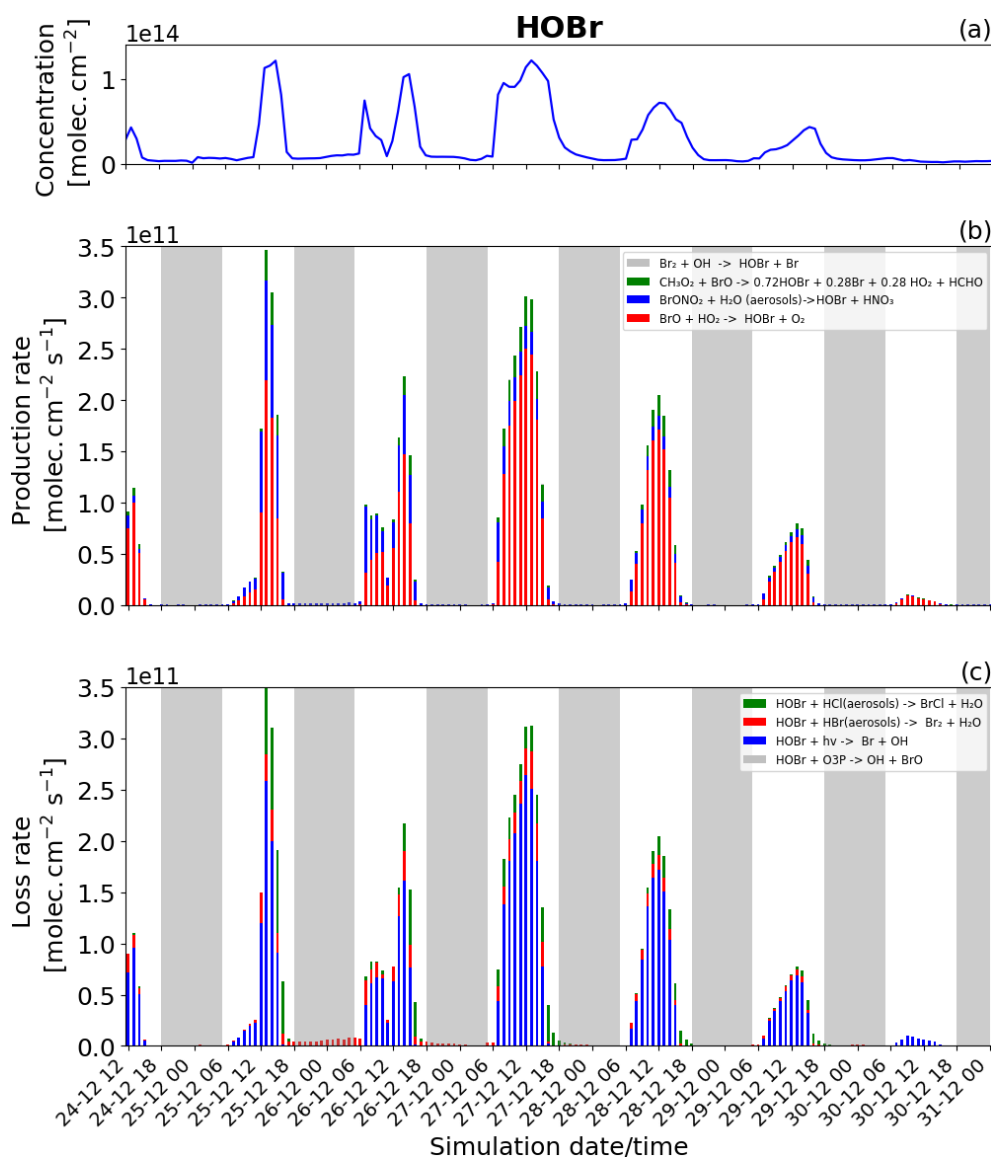 HOBr
1e14
(a)
Concentration
[molec.cm⁻²]
1
0
1e11
(b)
Production rate
[molec.cm⁻² s⁻¹]
3.5
3.0
2.5
2.0
1.5
1.0
0.5
0.0
Br₂ + OH -> HOBr + Br
CH₃O₂ + BrO -> 0.72HOBr + 0.28Br + 0.28 HO₂ + HCHO
BrONO₂ + H₂O (aerosols)->HOBr + HNO₃
BrO + HO₂ -> HOBr + O₂
1e11
(c)
Loss rate
[molec.cm⁻² s⁻¹]
3.5
3.0
2.5
2.0
1.5
1.0
0.5
0.0
HOBr + HCl(aerosols) -> BrCl + H₂O
HOBr + HBr(aerosols) -> Br₂ + H₂O
HOBr + hv -> Br + OH
HOBr + O3P -> OH + BrO
24-12 12
24-12 18
25-12 00
25-12 06
25-12 12
25-12 18
26-12 00
26-12 06
26-12 12
26-12 18
27-12 00
27-12 06
27-12 12
27-12 18
28-12 00
28-12 06
28-12 12
28-12 18
29-12 00
29-12 06
29-12 12
29-12 18
30-12 00
30-12 06
30-12 12
30-12 18
31-12 00
Simulation date/time